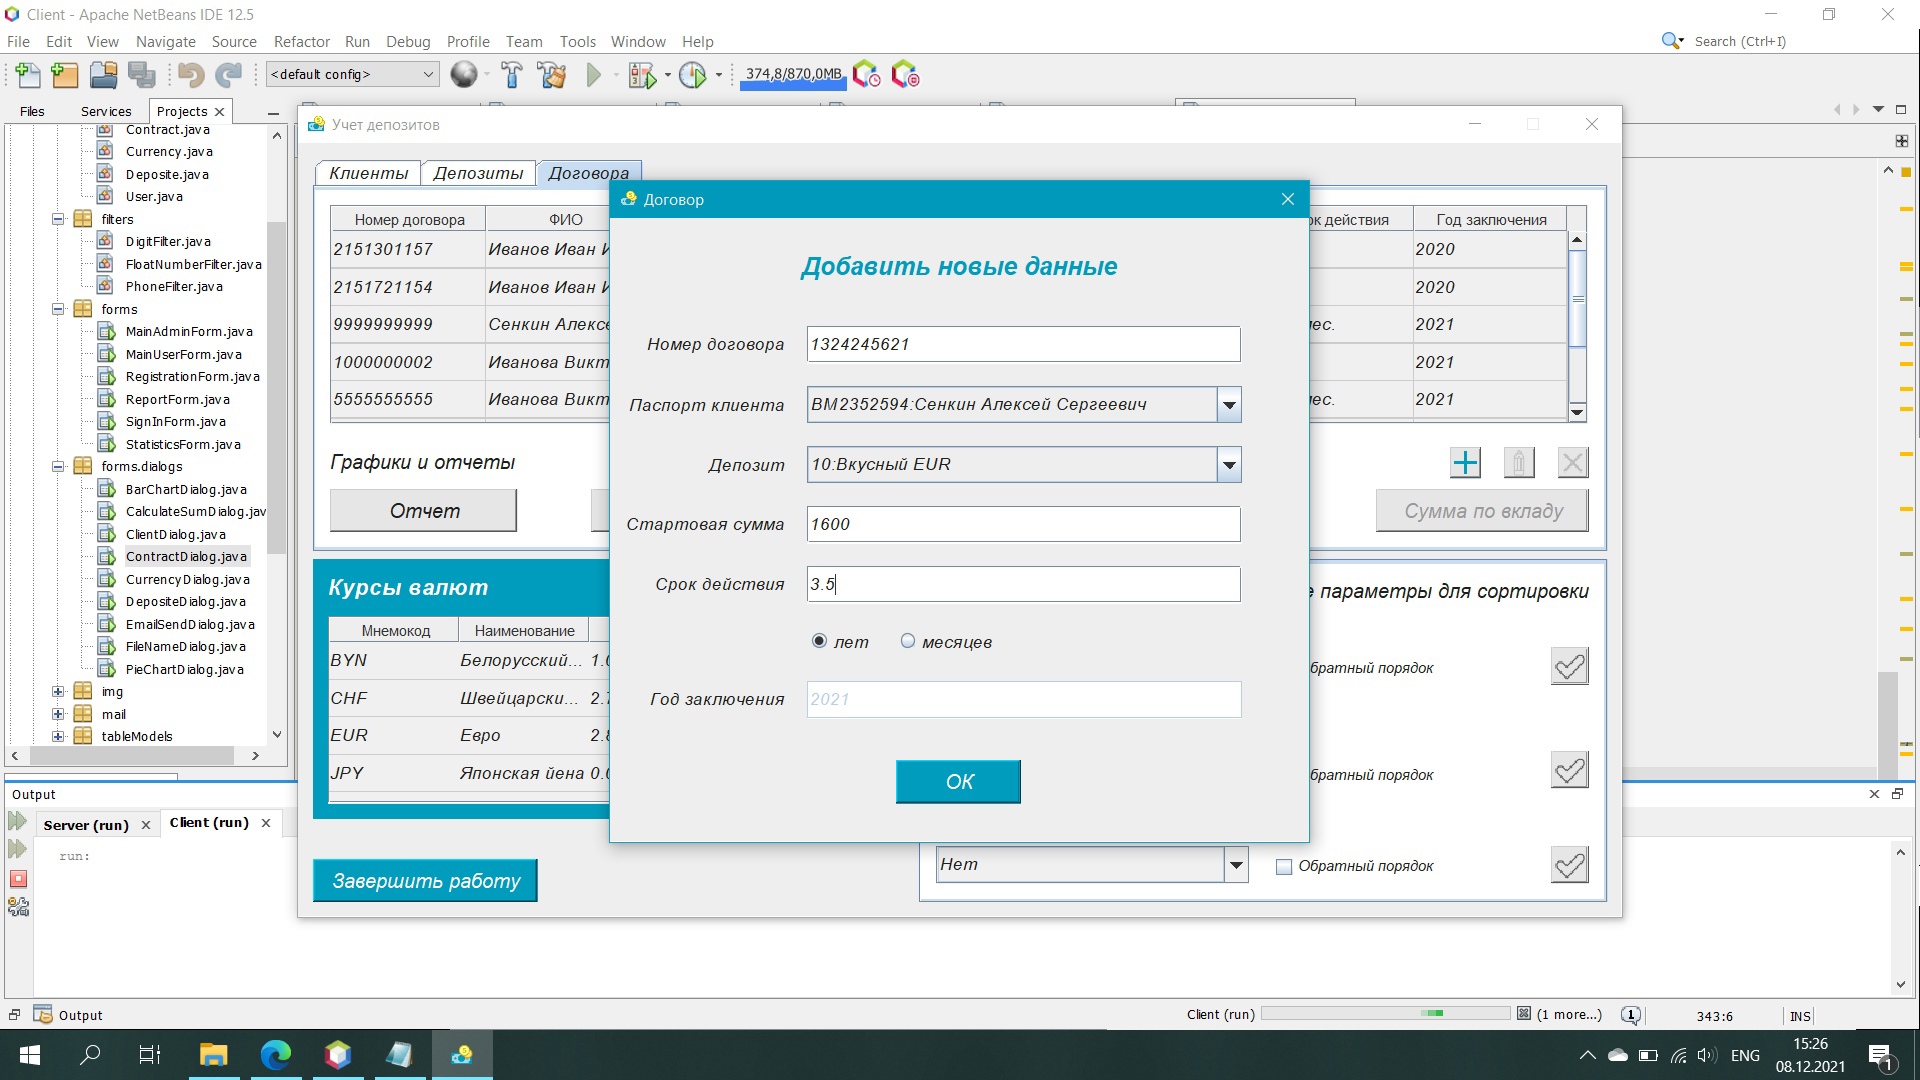 Client - Apache NetBeans IDE 12.5
File Edit View Navigate Source Refactor Run Debug Profile Team Tools Window Help
Search (Ctrl+I)
<default config>
374,8/870,0MB
Files Services Projects
Contract.java
Currency.java
Deposite.java
User.java
filters
DigitFilter.java
FloatNumberFilter.java
PhoneFilter.java
forms
MainAdminForm.java
MainUserForm.java
RegistrationForm.java
ReportForm.java
SignInForm.java
StatisticsForm.java
forms.dialogs
BarChartDialog.java
CalculateSumDialog.jav
ClientDialog.java
ContractDialog.java
CurrencyDialog.java
DepositeDialog.java
EmailSendDialog.java
FileNameDialog.java
PieChartDialog.java
img
mail
tableModels
Учет депозитов
Клиенты Депозиты Договора
Номер договора ФИО ок действия Год заключения
2151301157 Иванов Иван И 2020
2151721154 Иванов Иван И 2020
9999999999 Сенкин Алексе ес. 2021
1000000002 Иванова Викт 2021
5555555555 Иванова Викт ес. 2021
Графики и отчеты
Отчет
Сумма по вкладу
Курсы валют
Мнемокод Наименование
BYN Белорусский... 1.0
CHF Швейцарски... 2.7
EUR Евро 2.8
JPY Японская йена 0.0
е параметры для сортировки
братный порядок
братный порядок
Нет
Обратный порядок
Завершить работу
Договор
Добавить новые данные
Номер договора 1324245621
Паспорт клиента BM2352594:Сенкин Алексей Сергеевич
Депозит 10:Вкусный EUR
Стартовая сумма 1600
Срок действия 3.5
лет месяцев
Год заключения 2021
ОК
Output
Server (run) Client (run)
run:
Output
Client (run)
(1 more...)
1
343:6
INS
ENG
15:26
08.12.2021
1